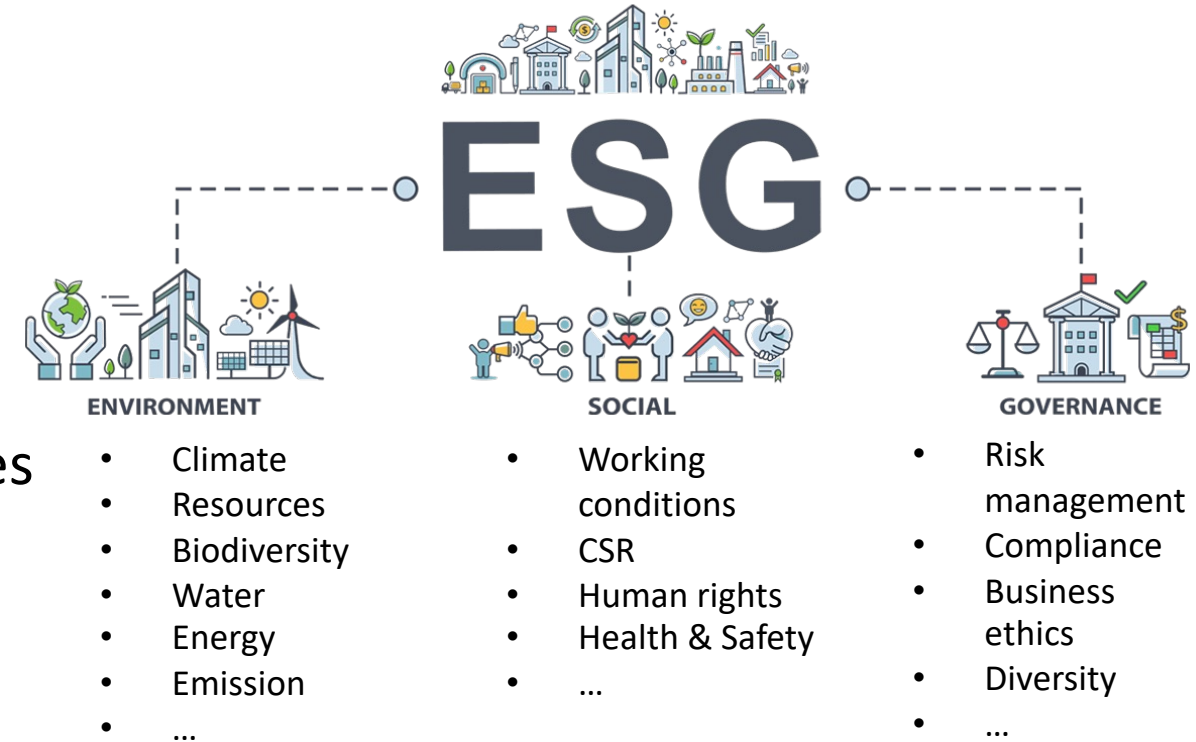 ESG
ENVIRONMENT
SOCIAL
GOVERNANCE
es
• Climate
• Resources
• Biodiversity
• Water
• Energy
• Emission
• …
• Working
conditions
• CSR
• Human rights
• Health & Safety
• …
• Risk
management
• Compliance
• Business
ethics
• Diversity
• …